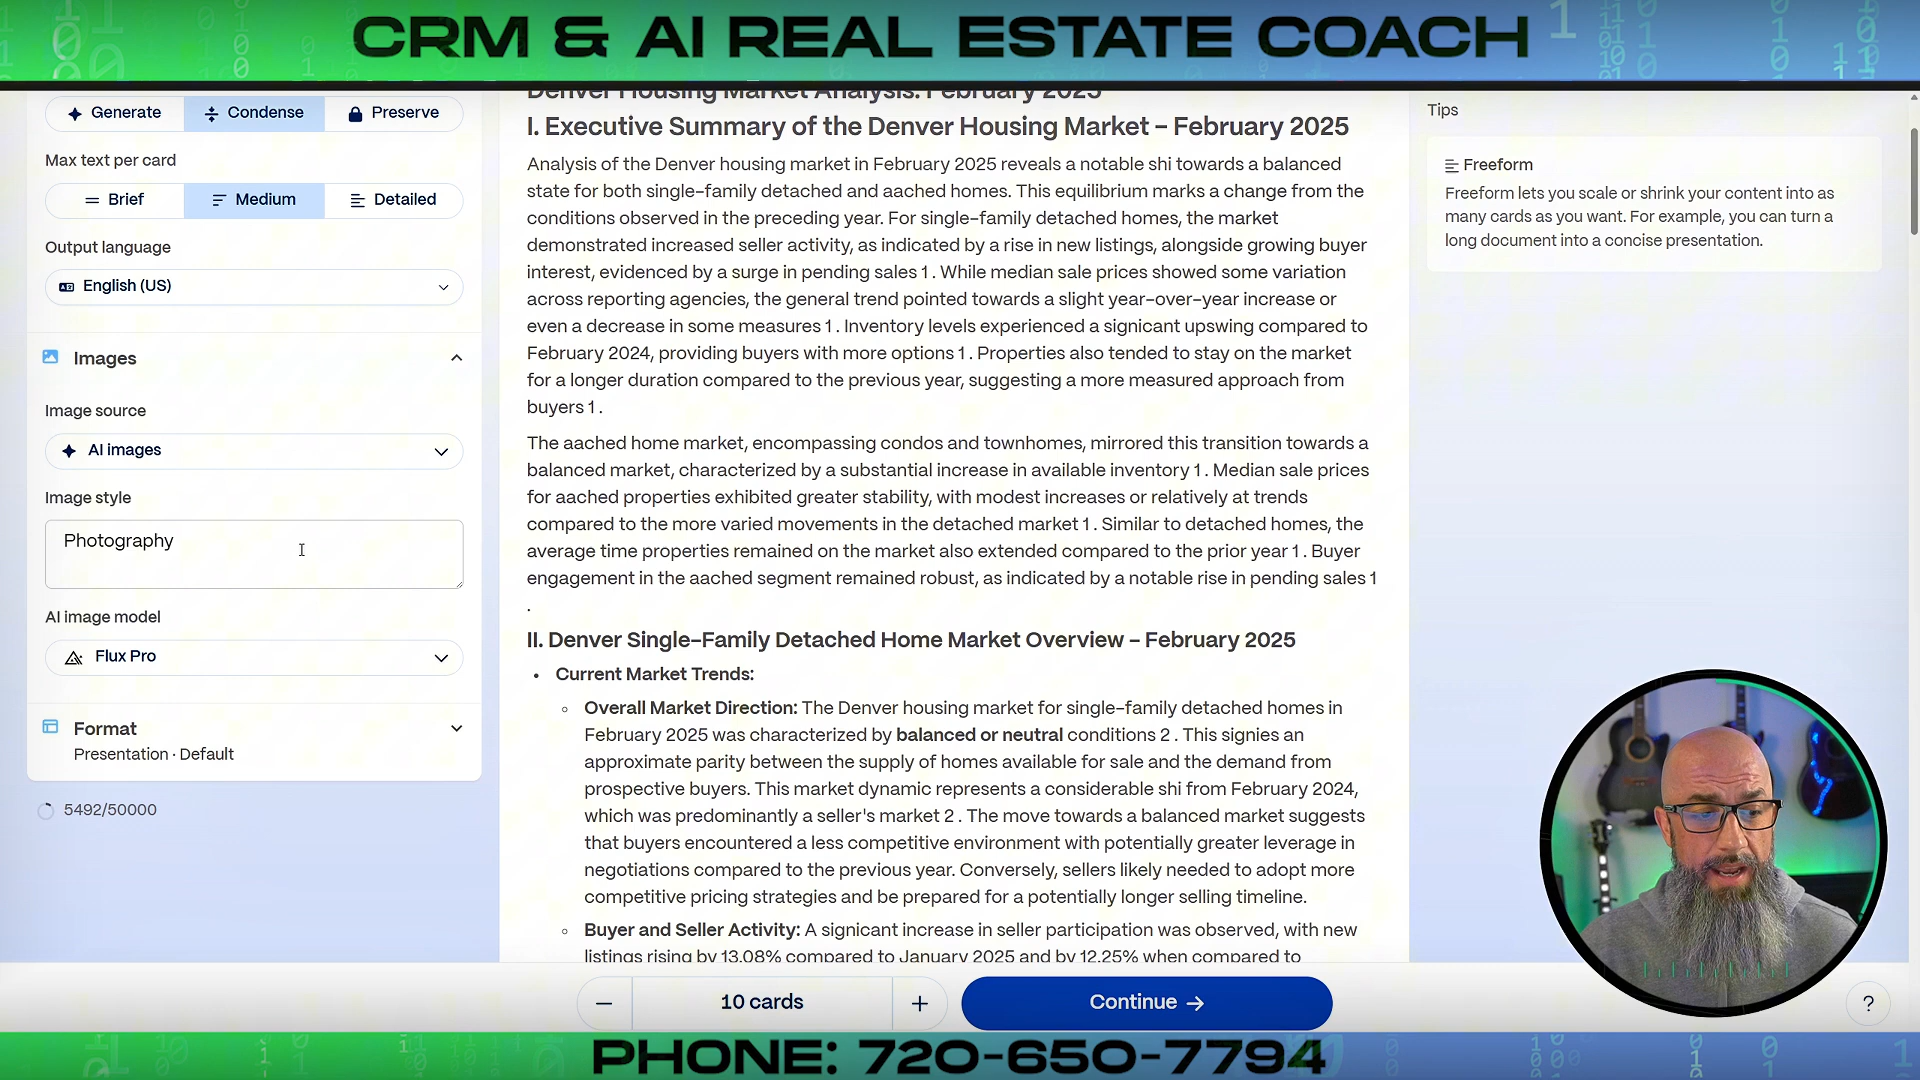 CRM & AI REAL ESTATE COACH
Generate
Condense
Preserve
Max text per card
Brief
Medium
Detailed
Output language
English (US)
Images
Image source
AI images
Image style
Photography
AI image model
Flux Pro
Format
Presentation · Default
5492/50000
Denver Housing Market Analysis: February 2025
I. Executive Summary of the Denver Housing Market – February 2025
Analysis of the Denver housing market in February 2025 reveals a notable shi towards a balanced
state for both single-family detached and aached homes. This equilibrium marks a change from the
conditions observed in the preceding year. For single-family detached homes, the market
demonstrated increased seller activity, as indicated by a rise in new listings, alongside growing buyer
interest, evidenced by a surge in pending sales 1 . While median sale prices showed some variation
across reporting agencies, the general trend pointed towards a slight year-over-year increase or
even a decrease in some measures 1 . Inventory levels experienced a signicant upswing compared to
February 2024, providing buyers with more options 1 . Properties also tended to stay on the market
for a longer duration compared to the previous year, suggesting a more measured approach from
buyers 1 .
The aached home market, encompassing condos and townhomes, mirrored this transition towards a
balanced market, characterized by a substantial increase in available inventory 1 . Median sale prices
for aached properties exhibited greater stability, with modest increases or relatively at trends
compared to the more varied movements in the detached market 1 . Similar to detached homes, the
average time properties remained on the market also extended compared to the prior year 1 . Buyer
engagement in the aached segment remained robust, as indicated by a notable rise in pending sales 1
.
II. Denver Single-Family Detached Home Market Overview – February 2025
• Current Market Trends:
◦ Overall Market Direction: The Denver housing market for single-family detached homes in
February 2025 was characterized by balanced or neutral conditions 2 . This signies an
approximate parity between the supply of homes available for sale and the demand from
prospective buyers. This market dynamic represents a considerable shi from February 2024,
which was predominantly a seller's market 2 . The move towards a balanced market suggests
that buyers encountered a less competitive environment with potentially greater leverage in
negotiations compared to the previous year. Conversely, sellers likely needed to adopt more
competitive pricing strategies and be prepared for a potentially longer selling timeline.
◦ Buyer and Seller Activity: A signicant increase in seller participation was observed, with new
listings rising by 13.08% compared to January 2025 and by 12.25% when compared to
10 cards
Continue →
Tips
Freeform
Freeform lets you scale or shrink your content into as
many cards as you want. For example, you can turn a
long document into a concise presentation.
?
PHONE: 720-650-7794